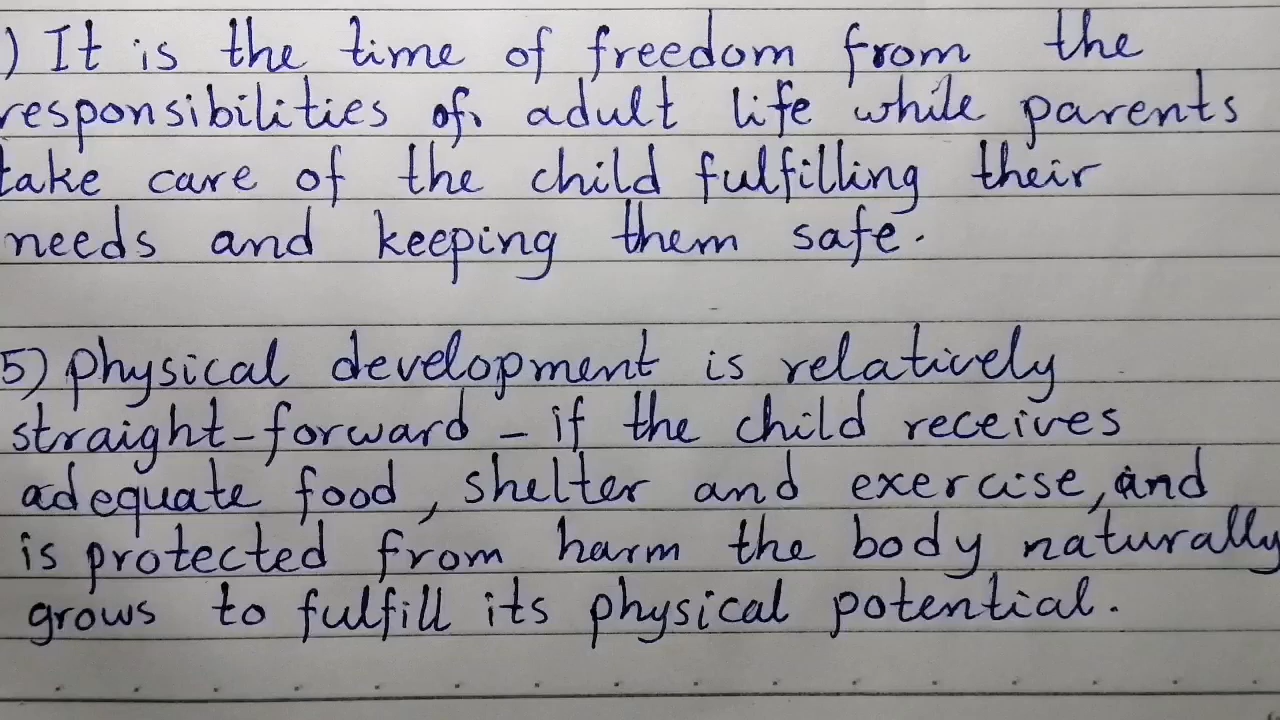 ) It is the time of freedom from the
responsibilities of adult life while parents
take care of the child fulfilling their
needs and keeping them safe.
5) Physical development is relatively
straight-forward - if the child receives
adequate food, shelter and exercise, and
is protected from harm the body naturally
grows to fulfill its physical potential.